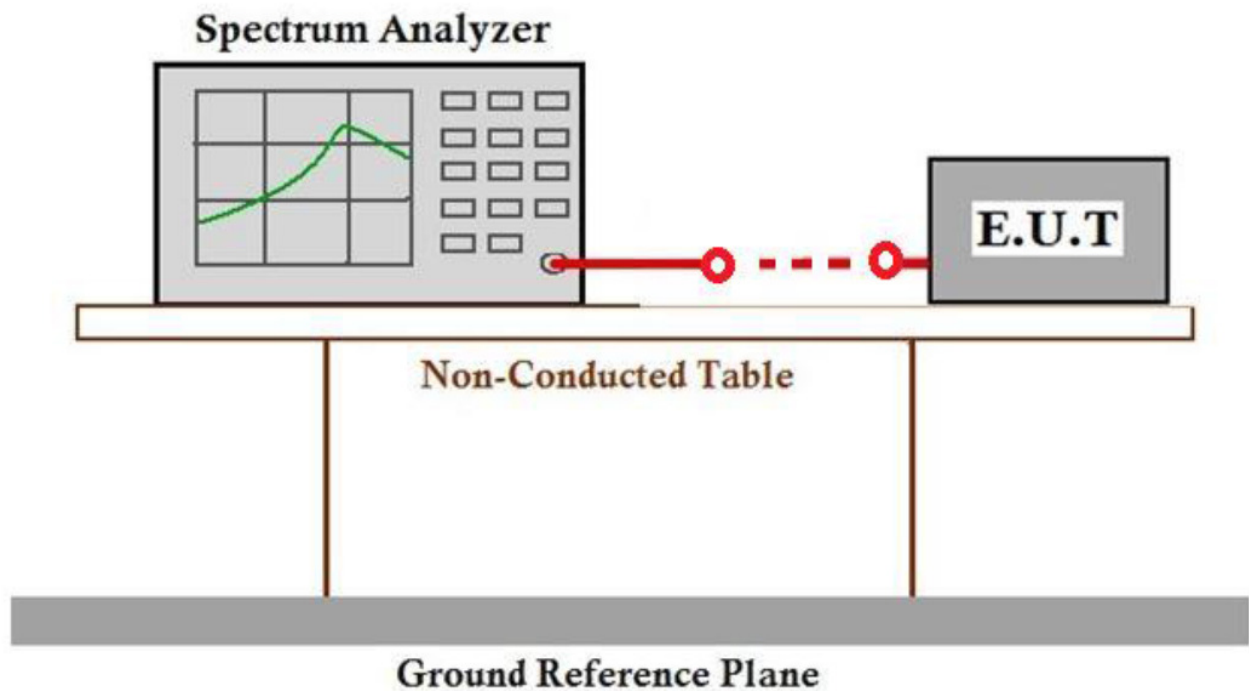 Spectrum Analyzer
E.U.T
Non-Conducted Table
Ground Reference Plane